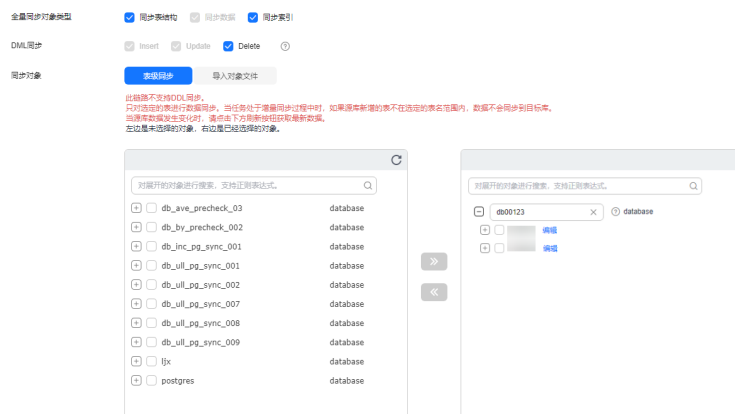 全量同步对象类型 同步表结构 同步数据 同步索引
DML同步 Insert Update Delete
同步对象 表级同步 导入对象文件
此链路不支持DDL同步。
只对选定的表进行数据同步。当任务处于增量同步过程中时，如果源库新增的表不在选定的表名范围内，数据不会同步到目标库。
当源库数据发生变化时，请点击下方刷新按钮获取最新数据。
左边是未选择的对象，右边是已经选择的对象。
对展开的对象进行搜索，支持正则表达式。
db_ave_precheck_03 database
db_by_precheck_002 database
db_inc_pg_sync_001 database
db_ull_pg_sync_001 database
db_ull_pg_sync_002 database
db_ull_pg_sync_007 database
db_ull_pg_sync_008 database
db_ull_pg_sync_009 database
ljx database
postgres database
对展开的对象进行搜索，支持正则表达式。
db00123 database
编辑
编辑